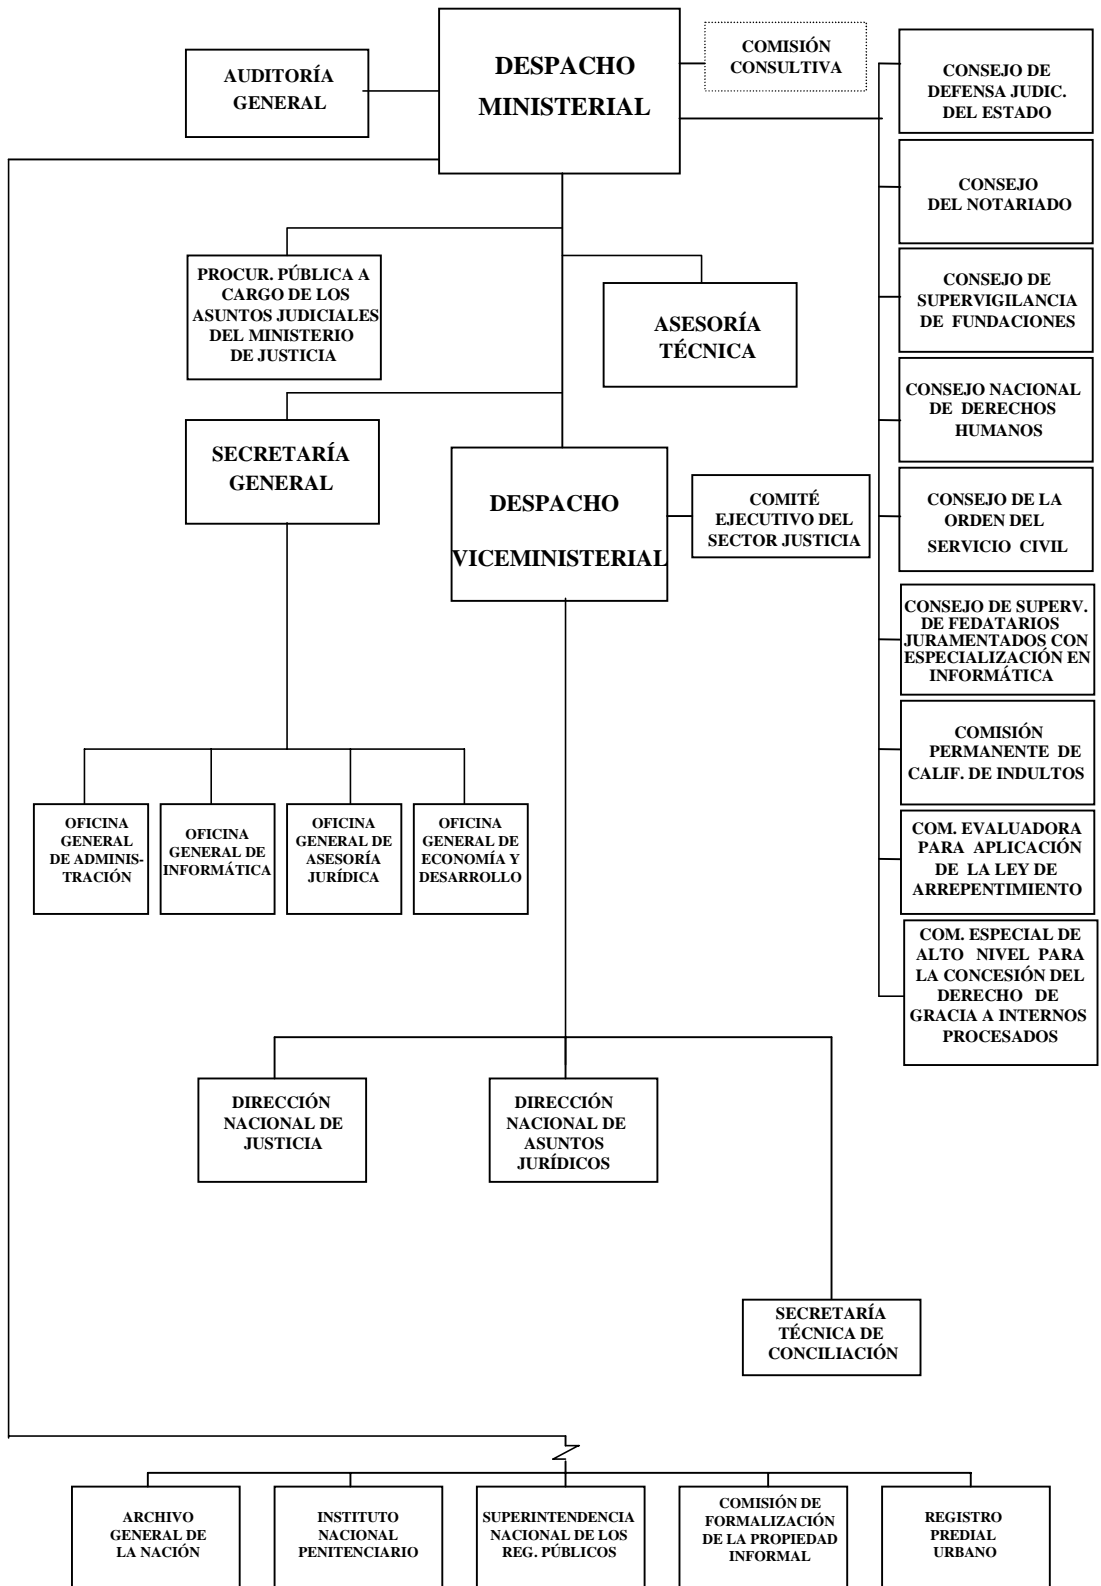 DESPACHO
MINISTERIAL
AUDITORÍA
GENERAL
COMISIÓN
CONSULTIVA
CONSEJO DE
DEFENSA JUDIC.
DEL ESTADO
CONSEJO
DEL NOTARIADO
CONSEJO DE
SUPERVIGILANCIA
DE FUNDACIONES
CONSEJO NACIONAL
DE DERECHOS
HUMANOS
CONSEJO DE LA
ORDEN DEL
SERVICIO CIVIL
CONSEJO DE SUPERV.
DE FEDATARIOS
JURAMENTADOS CON
ESPECIALIZACIÓN EN
INFORMÁTICA
COMISIÓN
PERMANENTE DE
CALIF. DE INDULTOS
COM. EVALUADORA
PARA APLICACIÓN
DE LA LEY DE
ARREPENTIMIENTO
COM. ESPECIAL DE
ALTO NIVEL PARA
LA CONCESIÓN DEL
DERECHO DE
GRACIA A INTERNOS
PROCESADOS
PROCUR. PÚBLICA A
CARGO DE LOS
ASUNTOS JUDICIALES
DEL MINISTERIO
DE JUSTICIA
ASESORÍA
TÉCNICA
SECRETARÍA
GENERAL
DESPACHO
VICEMINISTERIAL
COMITÉ
EJECUTIVO DEL
SECTOR JUSTICIA
OFICINA
GENERAL
DE ADMINIS-
TRACIÓN
OFICINA
GENERAL DE
INFORMÁTICA
OFICINA
GENERAL DE
ASESORÍA
JURÍDICA
OFICINA
GENERAL DE
ECONOMÍA Y
DESARROLLO
DIRECCIÓN
NACIONAL DE
JUSTICIA
DIRECCIÓN
NACIONAL DE
ASUNTOS
JURÍDICOS
SECRETARÍA
TÉCNICA DE
CONCILIACIÓN
ARCHIVO
GENERAL DE
LA NACIÓN
INSTITUTO
NACIONAL
PENITENCIARIO
SUPERINTENDENCIA
NACIONAL DE LOS
REG. PÚBLICOS
COMISIÓN DE
FORMALIZACIÓN
DE LA PROPIEDAD
INFORMAL
REGISTRO
PREDIAL
URBANO